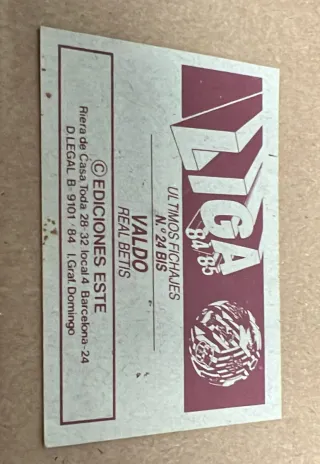 LIGA
84/85
ULTIMOS FICHAJES
N.º 24 BIS
VALDO
REAL BETIS
© EDICIONES ESTE
Riera de Casa Toda 28-32 local 4 Barcelona-24
D LEGAL B-9101-84 I. Graf. Domingo